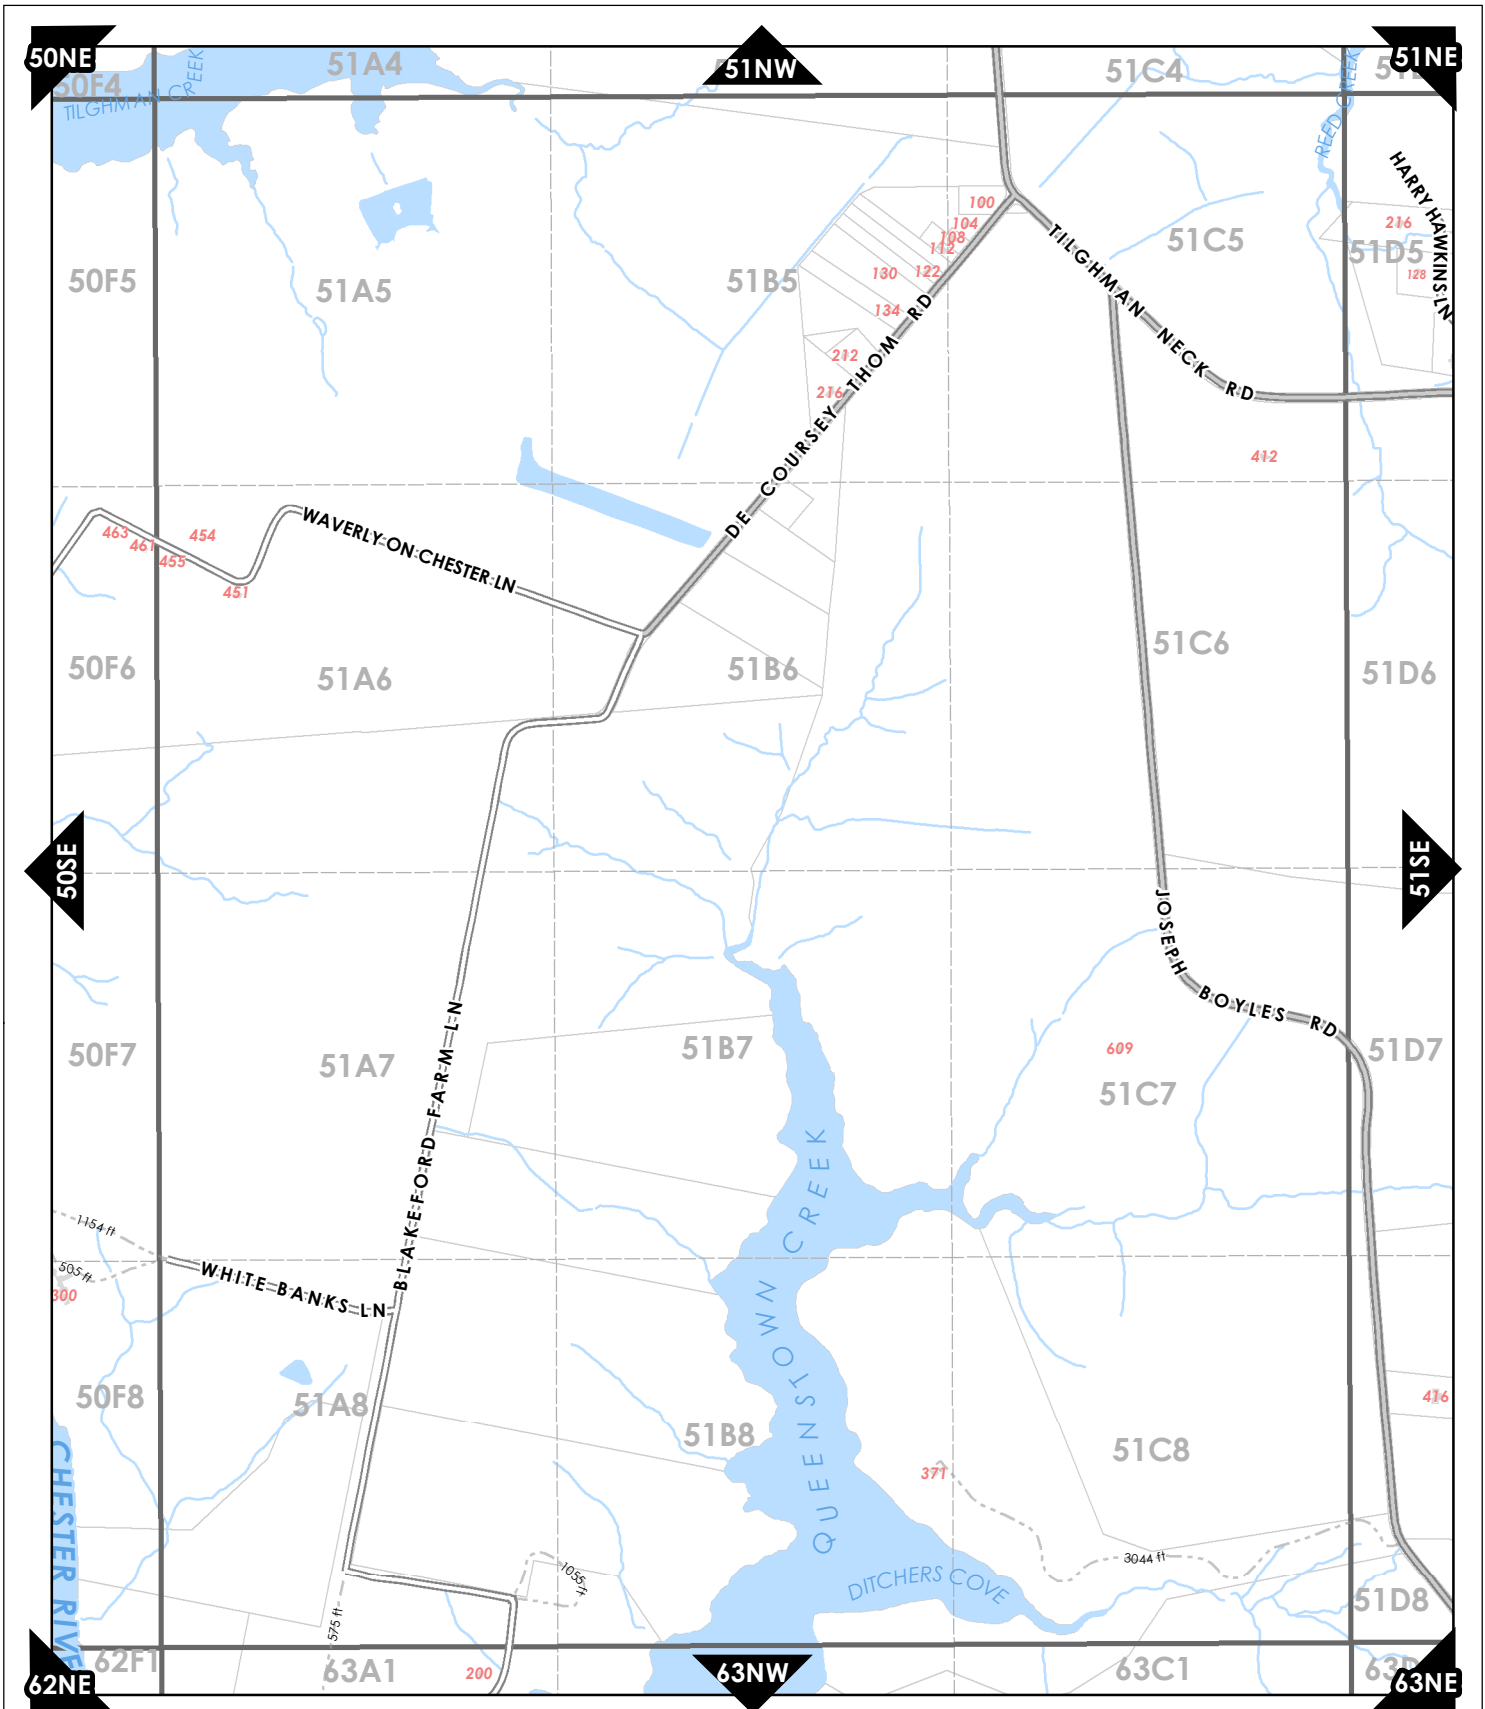 50NE
51NW
51NE
50F4
51A4
51C4
TILGHMAN CREEK
REED CREEK
HARRY HAWKINS LN
100
104
108
112
122
130
134
212
216
216
128
412
50F5
51A5
51B5
51C5
51D5
TILGHMAN NECK RD
DE COURSEY THOM RD
WAVERLY ON CHESTER LN
463
461
454
455
451
50F6
51A6
51B6
51C6
51D6
50SE
51SE
JOSEPH BOYLES RD
BLAKEFORD FARM LN
50F7
51A7
51B7
609
51C7
51D7
1154 ft
505 ft
300
WHITE BANKS LN
QUEENSTOWN CREEK
50F8
51A8
51B8
51C8
416
371
CHESTER RIVE
3044 ft
1055 ft
575 ft
DITCHERS COVE
51D8
62F1
63A1
200
63C1
62NE
63NW
63NE